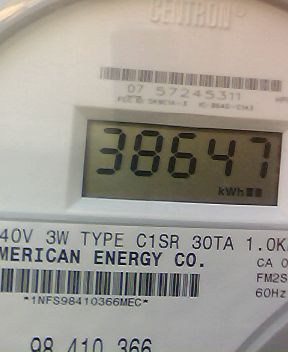 CENTRON
07 57245311
38647
kWh
40V 3W TYPE C1SR 30TA 1.0K
MERICAN ENERGY CO.
CA 0
FM2S
60Hz
*1NFS98410366MEC*
98 410 366